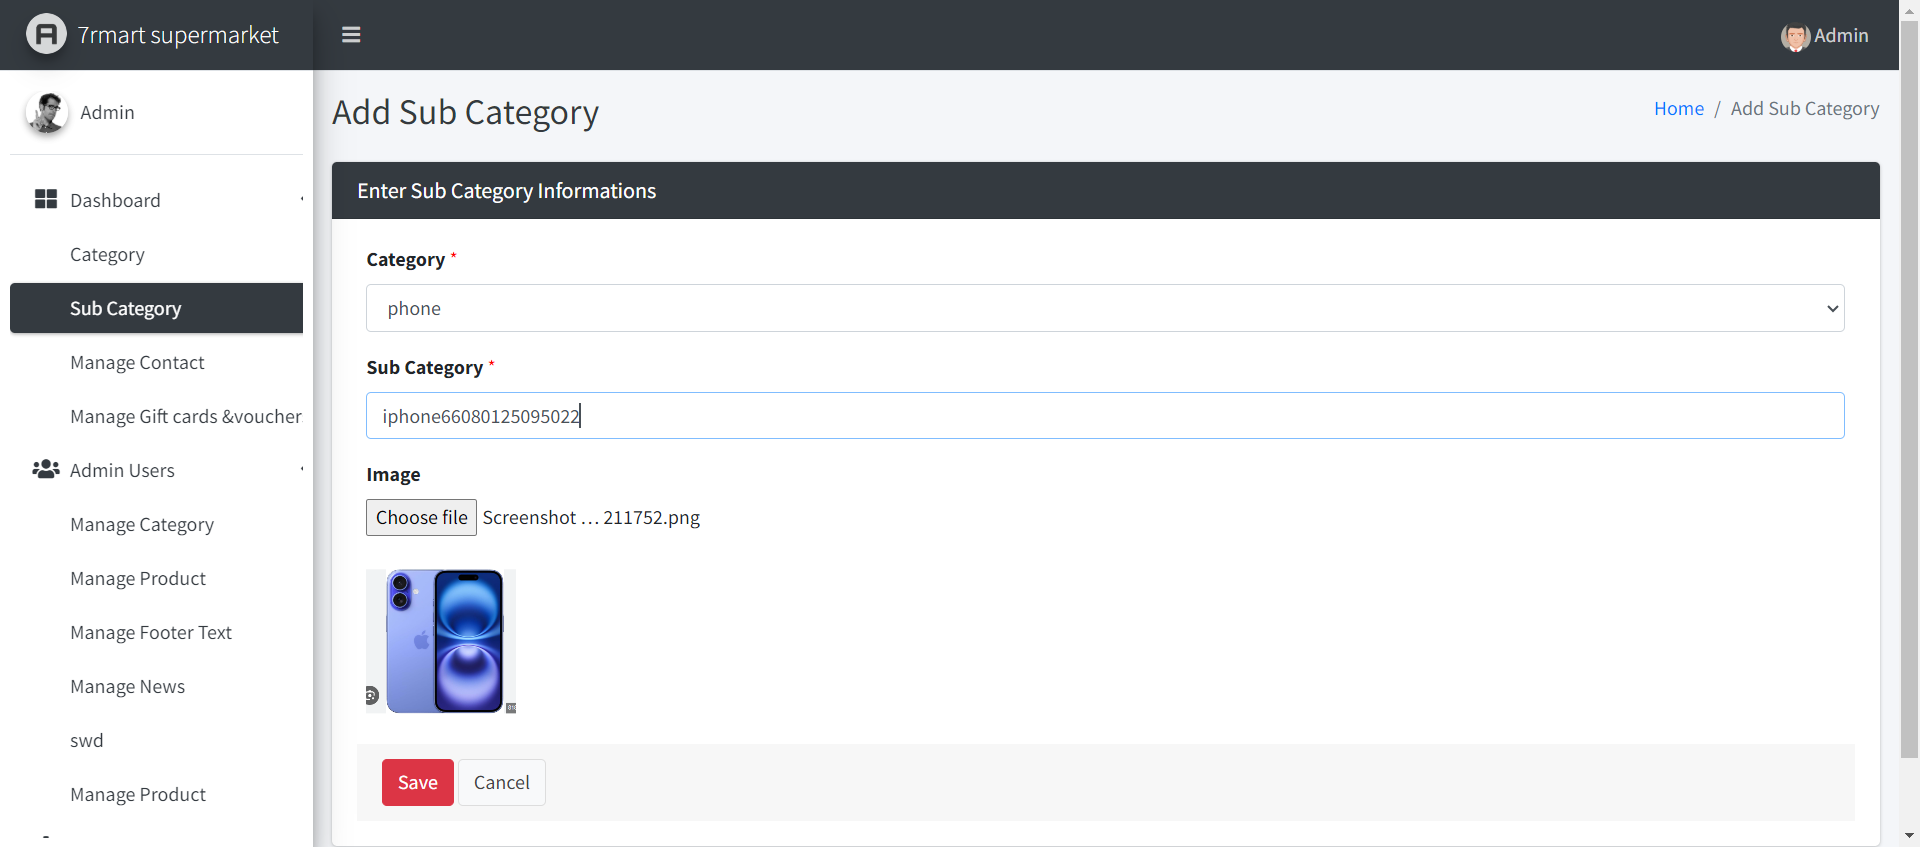 7rmart supermarket
Admin
Admin
Add Sub Category
Home / Add Sub Category
Dashboard
Category
Sub Category
Manage Contact
Manage Gift cards &voucher
Admin Users
Manage Category
Manage Product
Manage Footer Text
Manage News
swd
Manage Product
Enter Sub Category Informations
Category *
phone
Sub Category *
iphone66080125095022
Image
Choose file Screenshot … 211752.png
Save Cancel